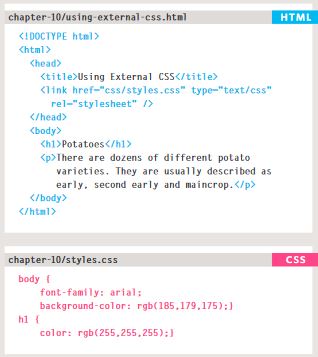 chapter-10/using-external-css.html HTML
<!DOCTYPE html>
<html>
<head>
<title>Using External CSS</title>
<link href="css/styles.css" type="text/css"
rel="stylesheet" />
</head>
<body>
<h1>Potatoes</h1>
<p>There are dozens of different potato
varieties. They are usually described as
early, second early and maincrop.</p>
</body>
</html>
chapter-10/styles.css CSS
body {
font-family: arial;
background-color: rgb(185,179,175);}
h1 {
color: rgb(255,255,255);}